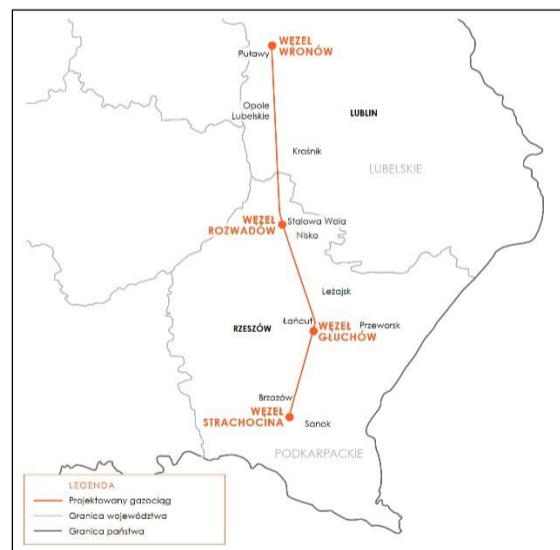 WĘZEŁ
WRONÓW
Puławy
Opole
Lubelskie
LUBLIN
Kraśnik
LUBELSKIE
WĘZEŁ
ROZWADÓW
Stalowa Wola
Nisko
Leżajsk
Łańcut
Przeworsk
RZESZÓW
WĘZEŁ
GŁUCHÓW
Brzozów
WĘZEŁ
STRACHOCINA
Sanok
PODKARPACKIE
LEGENDA
Projektowany gazociąg
Granica województwa
Granica państwa